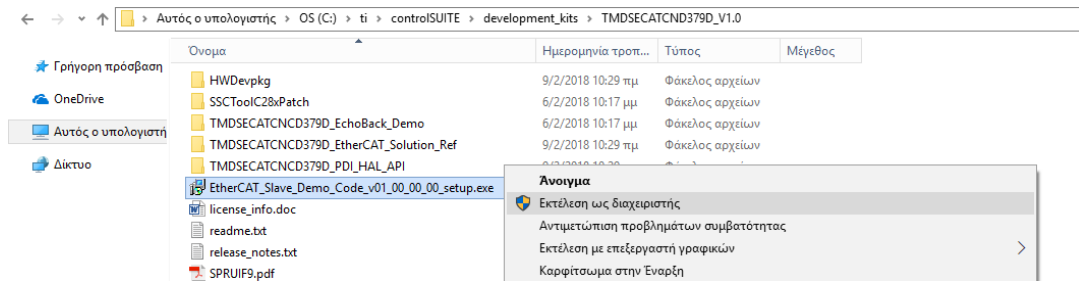 Αυτός ο υπολογιστής > OS (C:) > ti > controlSUITE > development_kits > TMDSECATCND379D_V1.0
Όνομα Ημερομηνία τροπ... Τύπος Μέγεθος
Γρήγορη πρόσβαση
OneDrive
Αυτός ο υπολογιστή
Δίκτυο
HWDevpkg 9/2/2018 10:29 πμ Φάκελος αρχείων
SSCToolC28xPatch 6/2/2018 10:17 μμ Φάκελος αρχείων
TMDSECATCNCD379D_EchoBack_Demo 6/2/2018 10:17 μμ Φάκελος αρχείων
TMDSECATCNCD379D_EtherCAT_Solution_Ref 9/2/2018 10:29 πμ Φάκελος αρχείων
TMDSECATCNCD379D_PDI_HAL_API
EtherCAT_Slave_Demo_Code_v01_00_00_00_setup.exe
license_info.doc
readme.txt
release_notes.txt
SPRUIF9.pdf
Άνοιγμα
Εκτέλεση ως διαχειριστής
Αντιμετώπιση προβλημάτων συμβατότητας
Εκτέλεση με επεξεργαστή γραφικών
Καρφίτσωμα στην Έναρξη